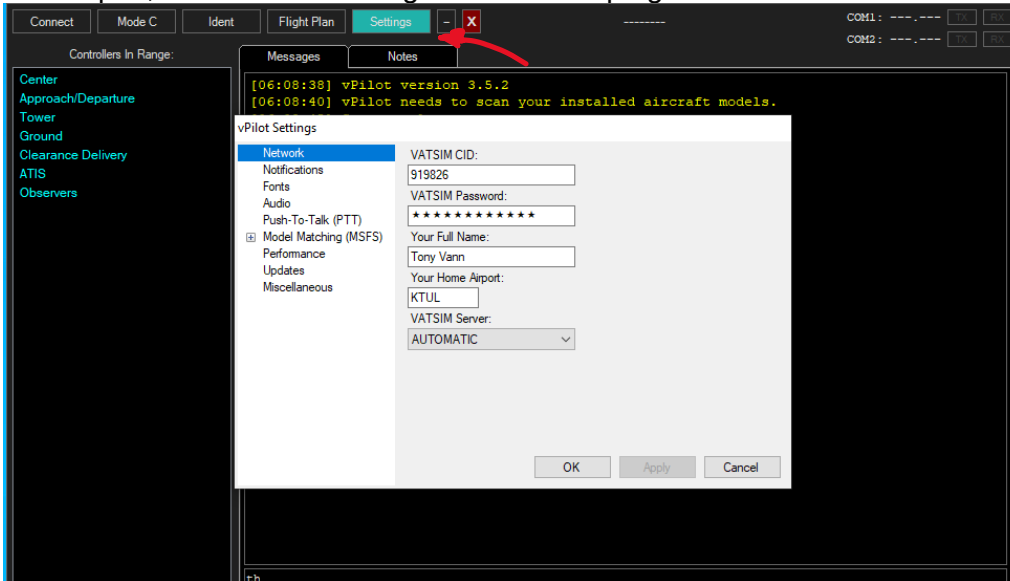 Connect Mode C Ident Flight Plan Settings - X -------- COM1: ---.--- TX RX
COM2: ---.--- TX RX
Controllers In Range:
Messages Notes
Center
Approach/Departure
Tower
Ground
Clearance Delivery
ATIS
Observers
[06:08:38] vPilot version 3.5.2
[06:08:40] vPilot needs to scan your installed aircraft models.
vPilot Settings
Network
Notifications
Fonts
Audio
Push-To-Talk (PTT)
Model Matching (MSFS)
Performance
Updates
Miscellaneous
VATSIM CID:
919826
VATSIM Password:
************
Your Full Name:
Tony Vann
Your Home Airport:
KTUL
VATSIM Server:
AUTOMATIC
OK Apply Cancel
th